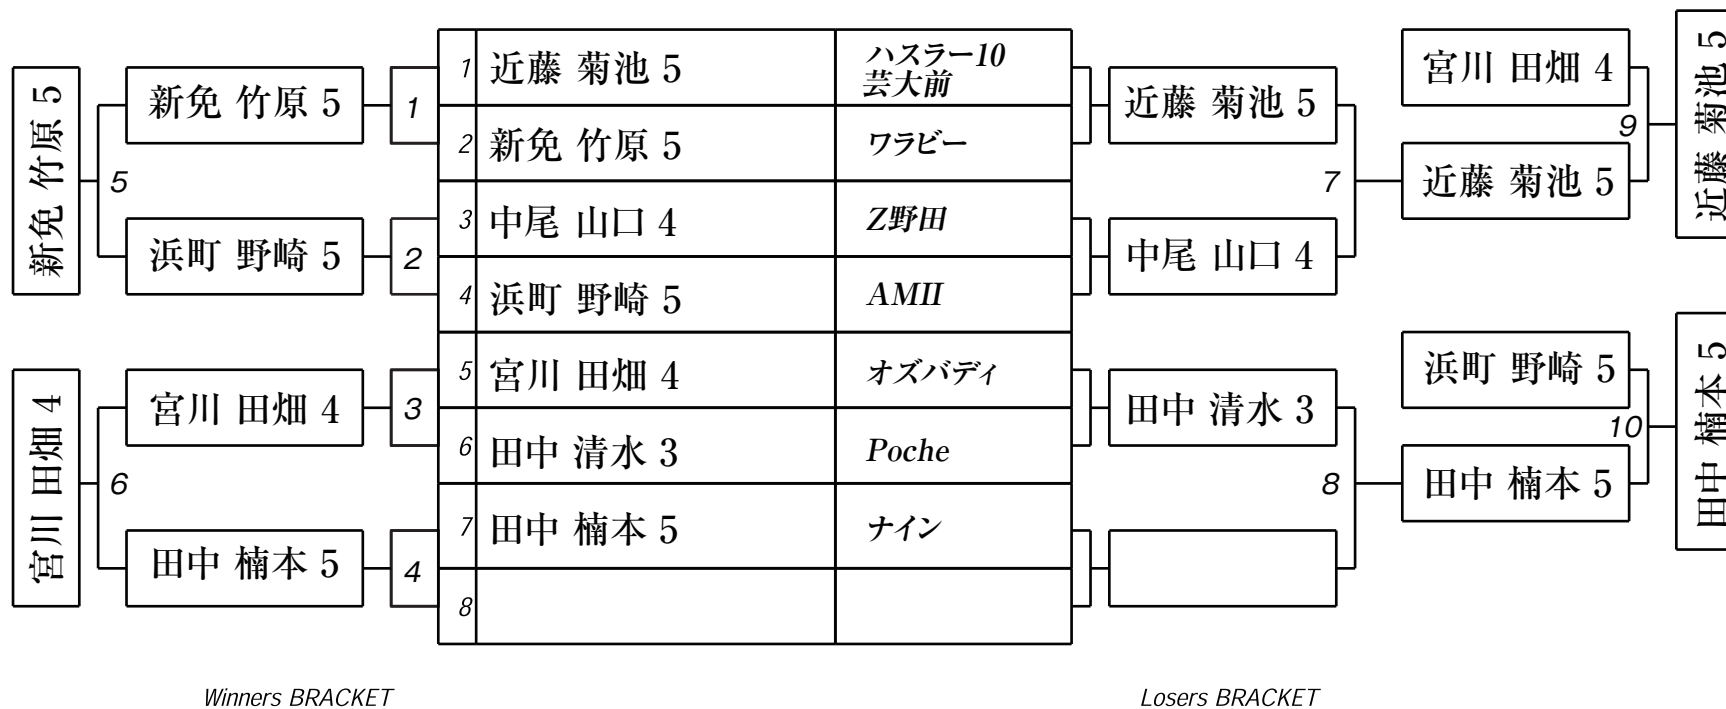 新免 竹原 5
宮川 田畑 4
5
6
新免 竹原 5
浜町 野崎 5
宮川 田畑 4
田中 楠本 5
1
2
3
4
1 近藤 菊池 5 ハスラー10
芸大前
2 新免 竹原 5 ワラビー
3 中尾 山口 4 Z野田
4 浜町 野崎 5 AMII
5 宮川 田畑 4 オズバディ
6 田中 清水 3 Poche
7 田中 楠本 5 ナイン
8
近藤 菊池 5
中尾 山口 4
田中 清水 3
7
8
宮川 田畑 4
近藤 菊池 5
浜町 野崎 5
田中 楠本 5
9
10
近藤 菊池 5
田中 楠本 5
Winners BRACKET
Losers BRACKET